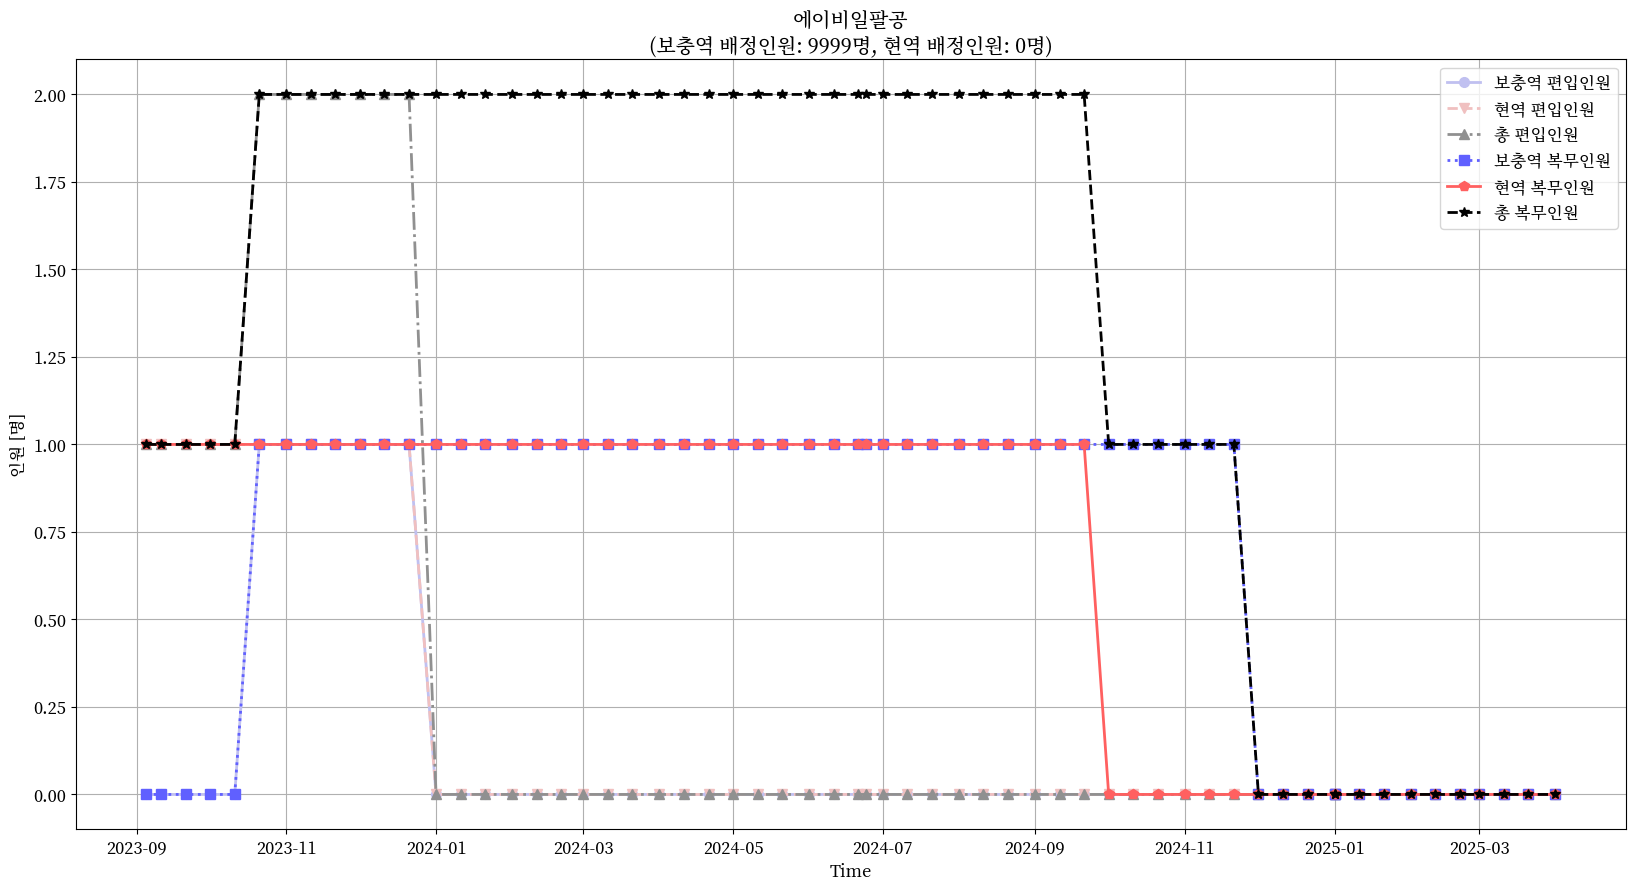 에이비일팔공
(보충역 배정인원: 9999명, 현역 배정인원: 0명)
2.00
1.75
1.50
1.25
1.00
0.75
0.50
0.25
0.00
인원 [명]
보충역 편입인원
현역 편입인원
총 편입인원
보충역 복무인원
현역 복무인원
총 복무인원
2023-09 2023-11 2024-01 2024-03 2024-05 2024-07 2024-09 2024-11 2025-01 2025-03
Time